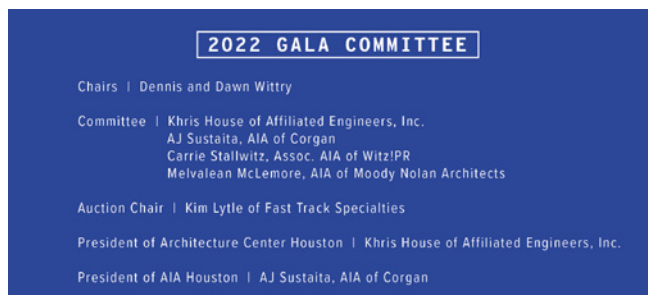 2022 GALA COMMITTEE
Chairs | Dennis and Dawn Wittry
Committee | Khris House of Affiliated Engineers, Inc.
AJ Sustaita, AIA of Corgan
Carrie Stallwitz, Assoc. AIA of Witz!PR
Melvalean McLemore, AIA of Moody Nolan Architects
Auction Chair | Kim Lytle of Fast Track Specialties
President of Architecture Center Houston | Khris House of Affiliated Engineers, Inc.
President of AIA Houston | AJ Sustaita, AIA of Corgan